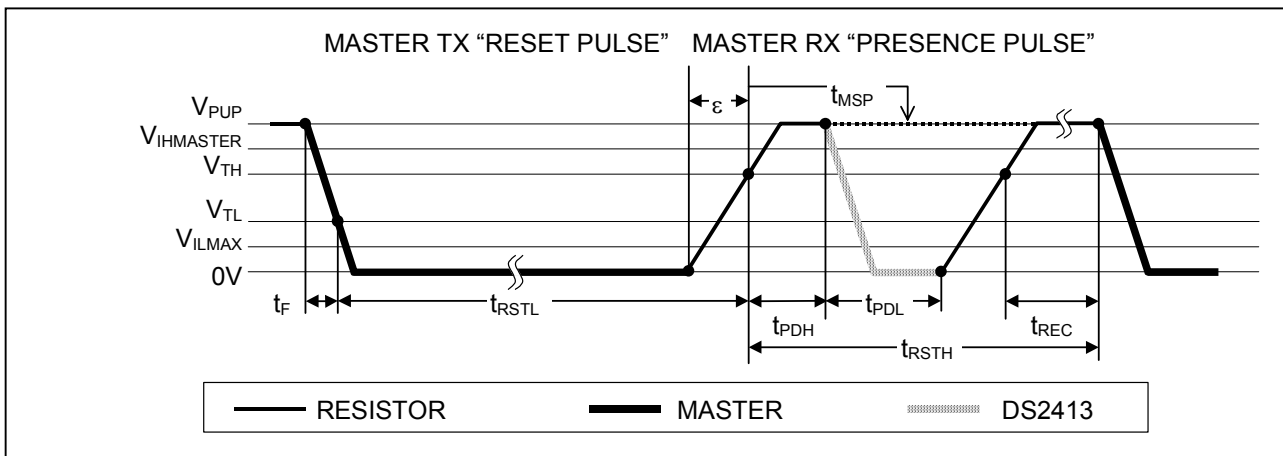 MASTER TX “RESET PULSE” MASTER RX “PRESENCE PULSE”
ε tMSP
VPUP
VIHMASTER
VTH
VTL
VILMAX
0V
tF tRSTL tPDH tPDL tREC
tRSTH
RESISTOR MASTER DS2413